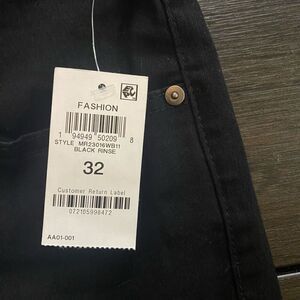 FASHION
1 94949 50209 8
STYLE MR23016WB11
BLACK RINSE
32
Customer Return Label
072105998472
AA01-001